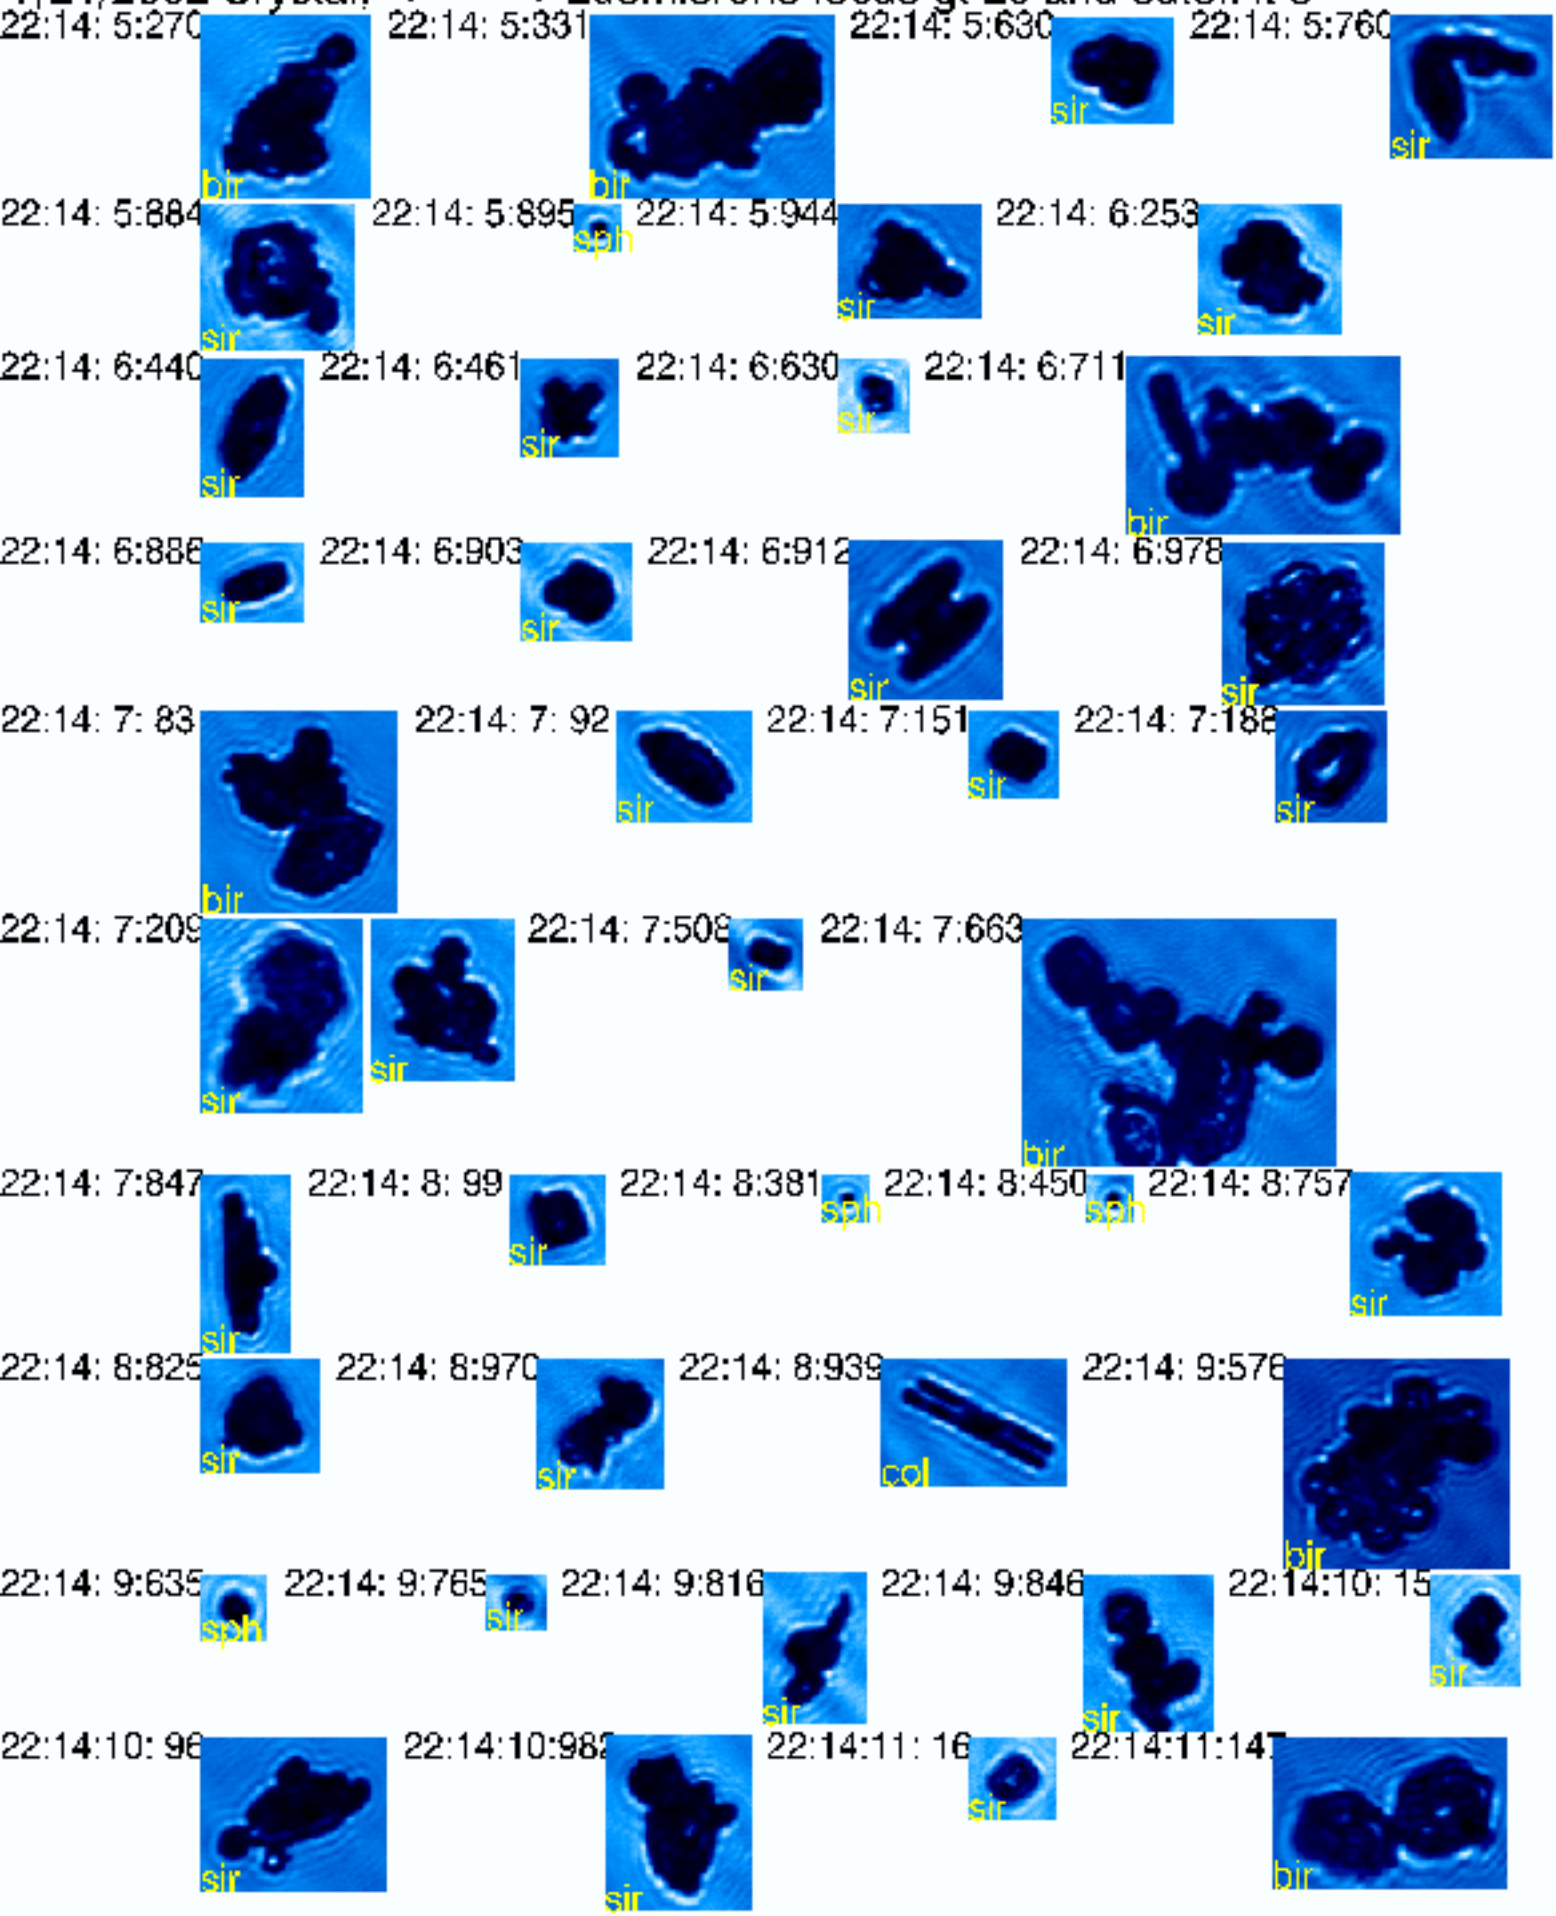 22:14: 5:270 22:14: 5:331 22:14: 5:630 22:14: 5:760
bir bir sir sir
22:14: 5:884 22:14: 5:895 22:14: 5:944 22:14: 6:253
sir sph sir sir
22:14: 6:440 22:14: 6:461 22:14: 6:630 22:14: 6:711
sir sir sir bir
22:14: 6:886 22:14: 6:903 22:14: 6:912 22:14: 6:978
sir sir sir sir
22:14: 7: 83 22:14: 7: 92 22:14: 7:151 22:14: 7:188
bir sir sir sir
22:14: 7:209 22:14: 7:508 22:14: 7:663
sir sir sir bir
22:14: 7:847 22:14: 8: 99 22:14: 8:381 22:14: 8:450 22:14: 8:757
sir sir sph sph sir
22:14: 8:825 22:14: 8:970 22:14: 8:939 22:14: 9:576
sir sir col bir
22:14: 9:635 22:14: 9:765 22:14: 9:816 22:14: 9:846 22:14:10: 15
sph sir sir sir sir
22:14:10: 96 22:14:10:982 22:14:11: 16 22:14:11:147
sir sir sir bir